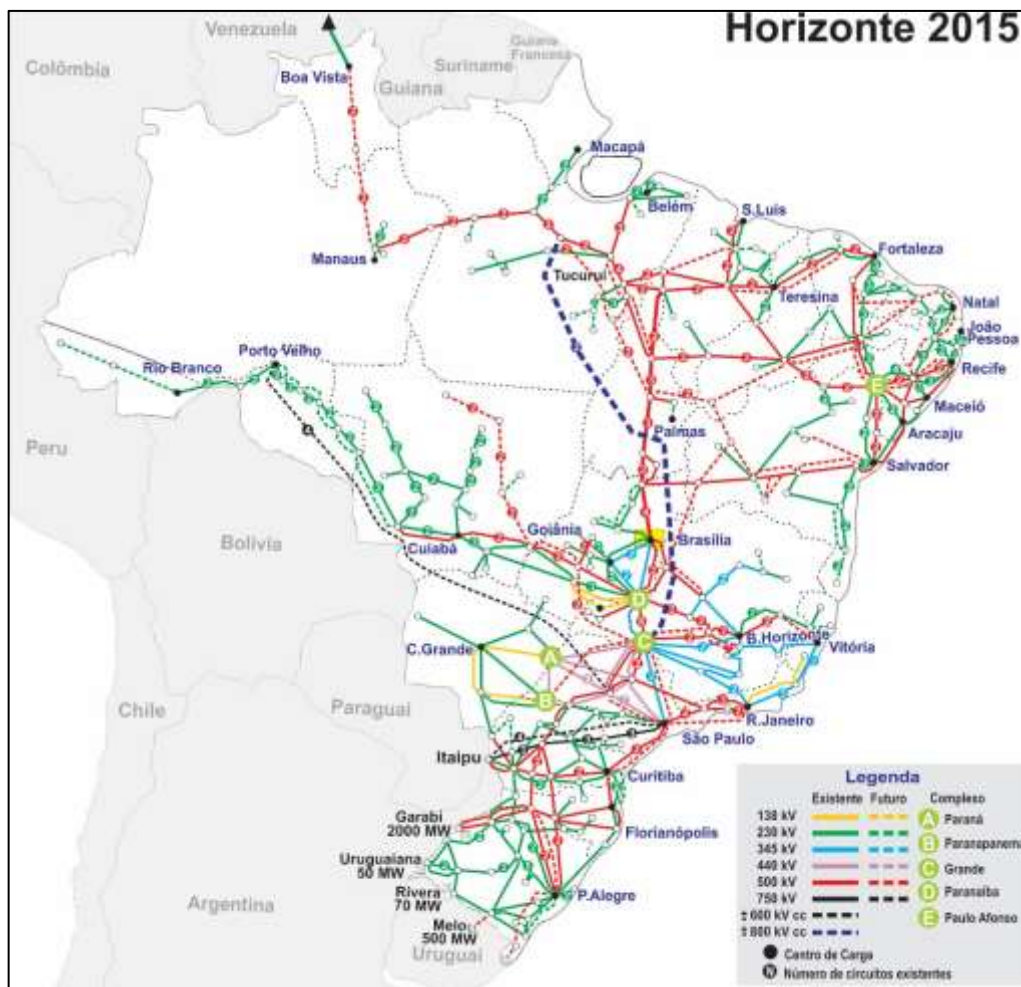 Horizonte 2015
Venezuela
Guiana
Francesa
Suriname
Colômbia
Boa Vista
Guiana
Macapá
Belém
S.Luis
Manaus
Tucuruí
Fortaleza
Teresina
Natal
João
Pessoa
Porto Velho
Rio Branco
Recife
E
Maceió
Palmas
Aracaju
Peru
Salvador
Goiânia
Brasília
Cuiabá
Bolívia
D
C
B.Horizonte
Vitória
C.Grande
A
B
Chile
Paraguai
R.Janeiro
São Paulo
Itaipu
Curitiba
Garabi
2000 MW
Florianópolis
Uruguaiana
50 MW
Rivera
70 MW
P.Alegre
Argentina
Melo
500 MW
Uruguai
Legenda
Existente Futuro Complexo
138 kV A Paraná
230 kV B Paranapanema
345 kV
440 kV C Grande
500 kV D Paranaíba
750 kV
± 600 kV cc E Paulo Afonso
± 800 kV cc
Centro de Carga
N Número de circuitos existentes